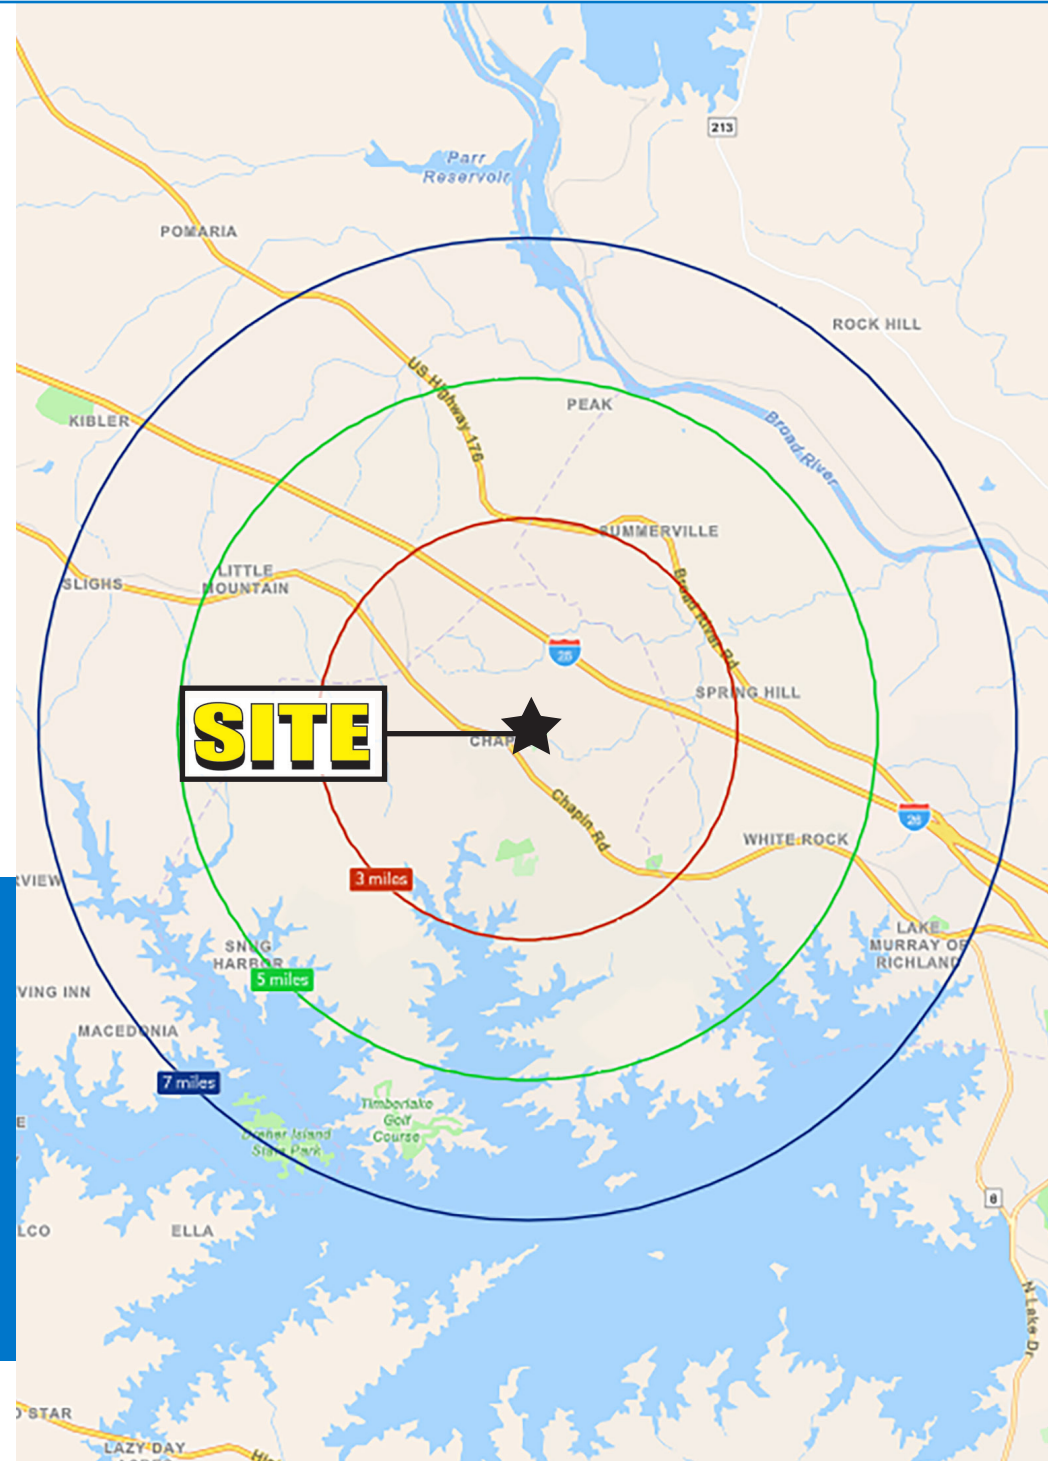 213
Parr
Reservoir
POMARIA
ROCK HILL
US Highway 176
PEAK
KIBLER
Broad River
SUMMERVILLE
LITTLE
MOUNTAIN
SLIGHS
Broad River Rd
26
SPRING HILL
SITE
CHAP
Chapin Rd
26
WHITE ROCK
3 miles
RVIEW
LAKE
MURRAY OF
RICHLAND
SNUG
HARBOR
5 miles
VING INN
MACEDONIA
7 miles
Timberlake
Golf
Course
Dreher Island
State Park
E
6
LCO
ELLA
N Lake Dr
STAR
LAZY DAY